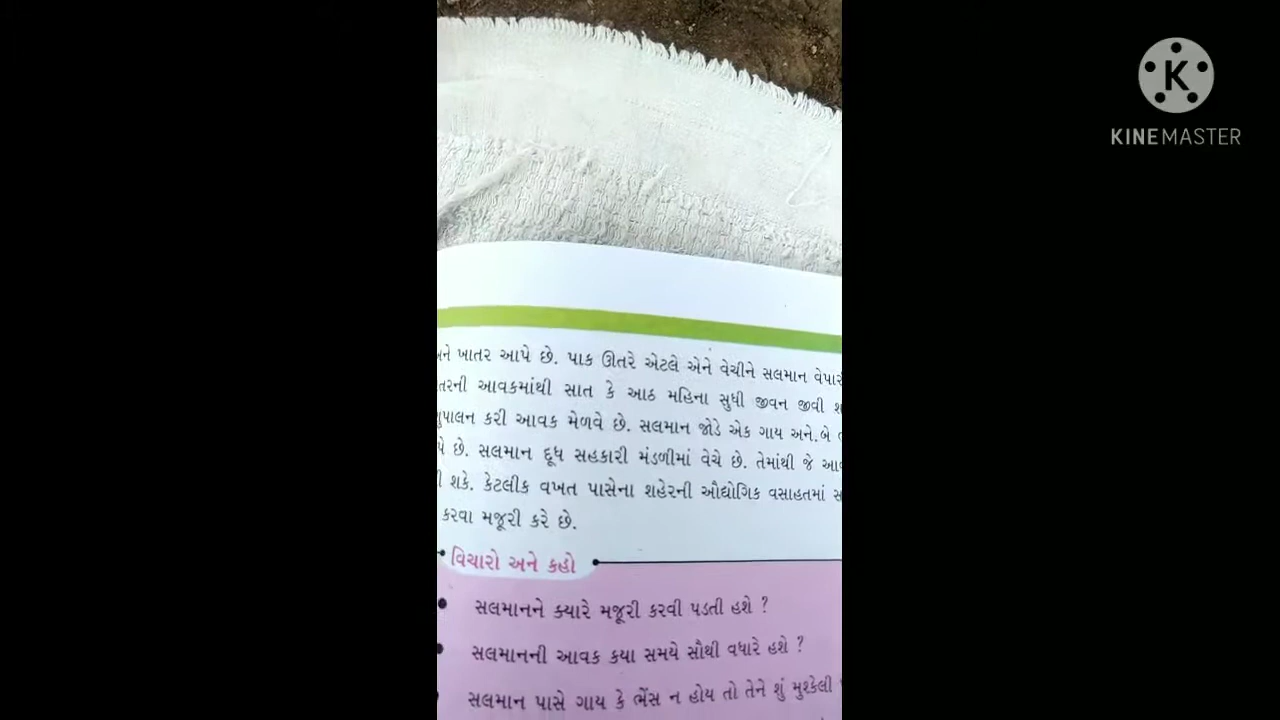 KINEMASTER
ખાતર આપે છે. પાક ઊતરે એટલે એને વેચીને સલમાન
આવકમાંથી સાત કે આઠ મહિના સુધી જીવન જીવી
કરી આવક મેળવે છે. સલમાન જોડે એક ગાય અને બે
છે. સલમાન દૂધ સહકારી મંડળીમાં વેચે છે. તેમાંથી જે
શકે. કેટલીક વખત પાસેના શહેરની ઔદ્યોગિક વસાહતમાં
કરવા મજૂરી કરે છે.
વિચારો અને કહો
• સલમાનને ક્યારે મજૂરી કરવી પડતી હશે ?
• સલમાનની આવક કયા સમયે સૌથી વધારે હશે ?
સલમાન પાસે ગાય કે ભેંસ ન હોય તો તેને શું મુશ્કેલી